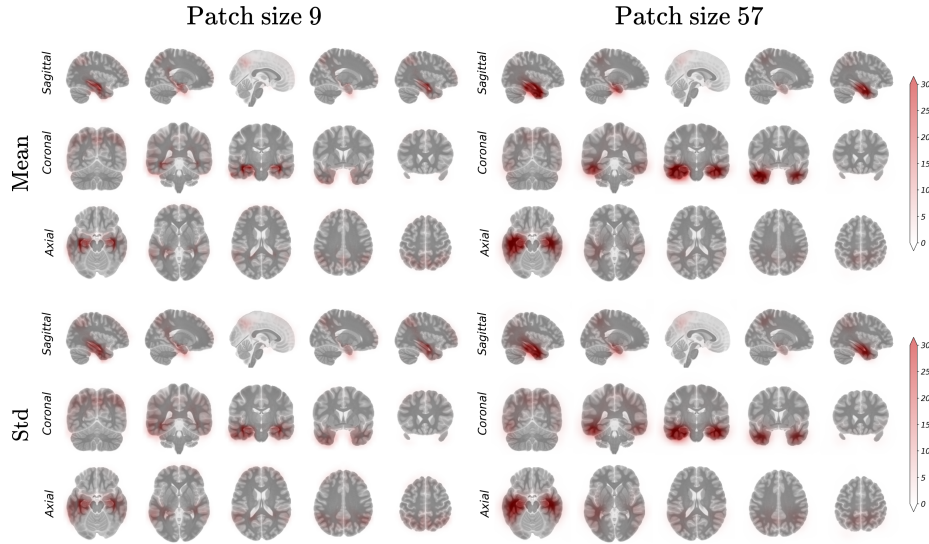 Patch size 9
Patch size 57
Mean
Sagittal
Coronal
Axial
Sagittal
Coronal
Axial
30
25
20
15
10
5
0
Std
Sagittal
Coronal
Axial
Sagittal
Coronal
Axial
30
25
20
15
10
5
0